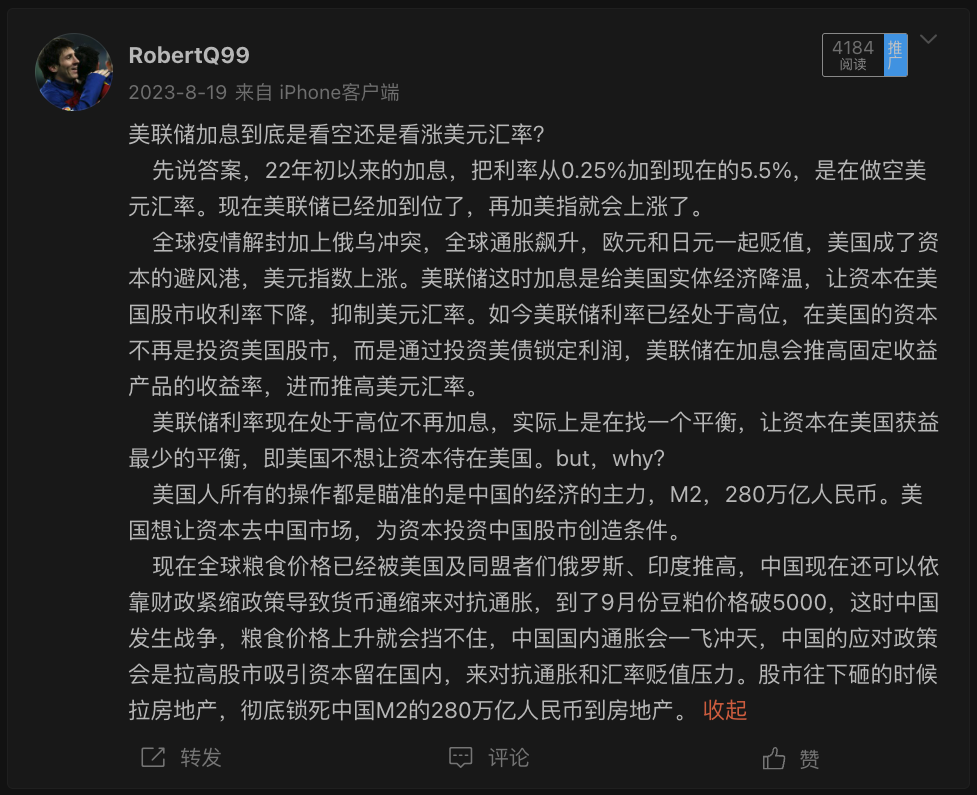 RobertQ99
4184
阅读
推广
2023-8-19 来自 iPhone客户端
美联储加息到底是看空还是看涨美元汇率?
先说答案，22年初以来的加息，把利率从0.25%加到现在的5.5%，是在做空美
元汇率。现在美联储已经加到位了，再加美指就会上涨了。
全球疫情解封加上俄乌冲突，全球通胀飙升，欧元和日元一起贬值，美国成了资
本的避风港，美元指数上涨。美联储这时加息是给美国实体经济降温，让资本在美
国股市收利率下降，抑制美元汇率。如今美联储利率已经处于高位，在美国的资本
不再是投资美国股市，而是通过投资美债锁定利润，美联储在加息会推高固定收益
产品的收益率，进而推高美元汇率。
美联储利率现在处于高位不再加息，实际上是在找一个平衡，让资本在美国获益
最少的平衡，即美国不想让资本待在美国。but，why?
美国人所有的操作都是瞄准的是中国的经济的主力，M2，280万亿人民币。美
国想让资本去中国市场，为资本投资中国股市创造条件。
现在全球粮食价格已经被美国及同盟者们俄罗斯、印度推高，中国现在还可以依
靠财政紧缩政策导致货币通缩来对抗通胀，到了9月份豆粕价格破5000，这时中国
发生战争，粮食价格上升就会挡不住，中国国内通胀会一飞冲天，中国的应对政策
会是拉高股市吸引资本留在国内，来对抗通胀和汇率贬值压力。股市往下砸的时候
拉房地产，彻底锁死中国M2的280万亿人民币到房地产。 收起
转发
评论
赞